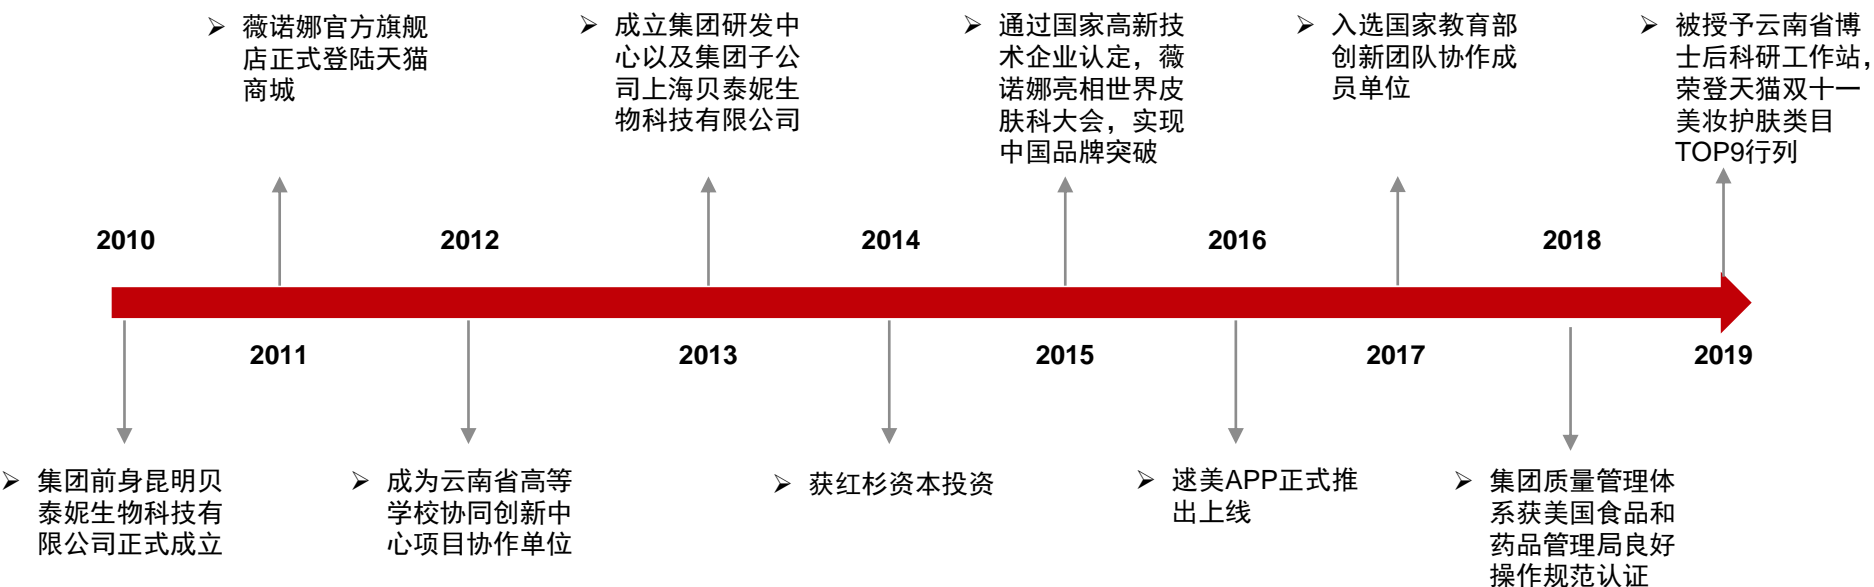 ➢ 薇诺娜官方旗舰
店正式登陆天猫
商城
➢ 成立集团研发中
心以及集团子公
司上海贝泰妮生
物科技有限公司
➢ 通过国家高新技
术企业认定，薇
诺娜亮相世界皮
肤科大会，实现
中国品牌突破
➢ 入选国家教育部
创新团队协作成
员单位
➢ 被授予云南省博
士后科研工作站，
荣登天猫双十一
美妆护肤类目
TOP9行列
2010
2012
2014
2016
2018
2011
2013
2015
2017
2019
➢ 集团前身昆明贝
泰妮生物科技有
限公司正式成立
➢ 成为云南省高等
学校协同创新中
心项目协作单位
➢ 获红杉资本投资
➢ 逑美APP正式推
出上线
➢ 集团质量管理体
系获美国食品和
药品管理局良好
操作规范认证